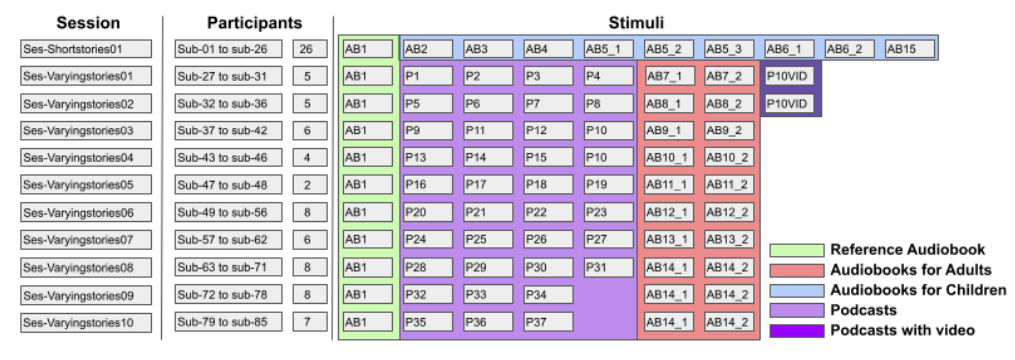 Session Participants Stimuli
Ses-Shortstories01 Sub-01 to sub-26 26 AB1 AB2 AB3 AB4 AB5_1 AB5_2 AB5_3 AB6_1 AB6_2 AB15
Ses-Varyingstories01 Sub-27 to sub-31 5 AB1 P1 P2 P3 P4 AB7_1 AB7_2 P10VID
Ses-Varyingstories02 Sub-32 to sub-36 5 AB1 P5 P6 P7 P8 AB8_1 AB8_2 P10VID
Ses-Varyingstories03 Sub-37 to sub-42 6 AB1 P9 P11 P12 P10 AB9_1 AB9_2
Ses-Varyingstories04 Sub-43 to sub-46 4 AB1 P13 P14 P15 P10 AB10_1 AB10_2
Ses-Varyingstories05 Sub-47 to sub-48 2 AB1 P16 P17 P18 P19 AB11_1 AB11_2
Ses-Varyingstories06 Sub-49 to sub-56 8 AB1 P20 P21 P22 P23 AB12_1 AB12_2
Ses-Varyingstories07 Sub-57 to sub-62 6 AB1 P24 P25 P26 P27 AB13_1 AB13_2
Ses-Varyingstories08 Sub-63 to sub-71 8 AB1 P28 P29 P30 P31 AB14_1 AB14_2
Ses-Varyingstories09 Sub-72 to sub-78 8 AB1 P32 P33 P34 AB14_1 AB14_2
Ses-Varyingstories10 Sub-79 to sub-85 7 AB1 P35 P36 P37 AB14_1 AB14_2
Reference Audiobook
Audiobooks for Adults
Audiobooks for Children
Podcasts
Podcasts with video